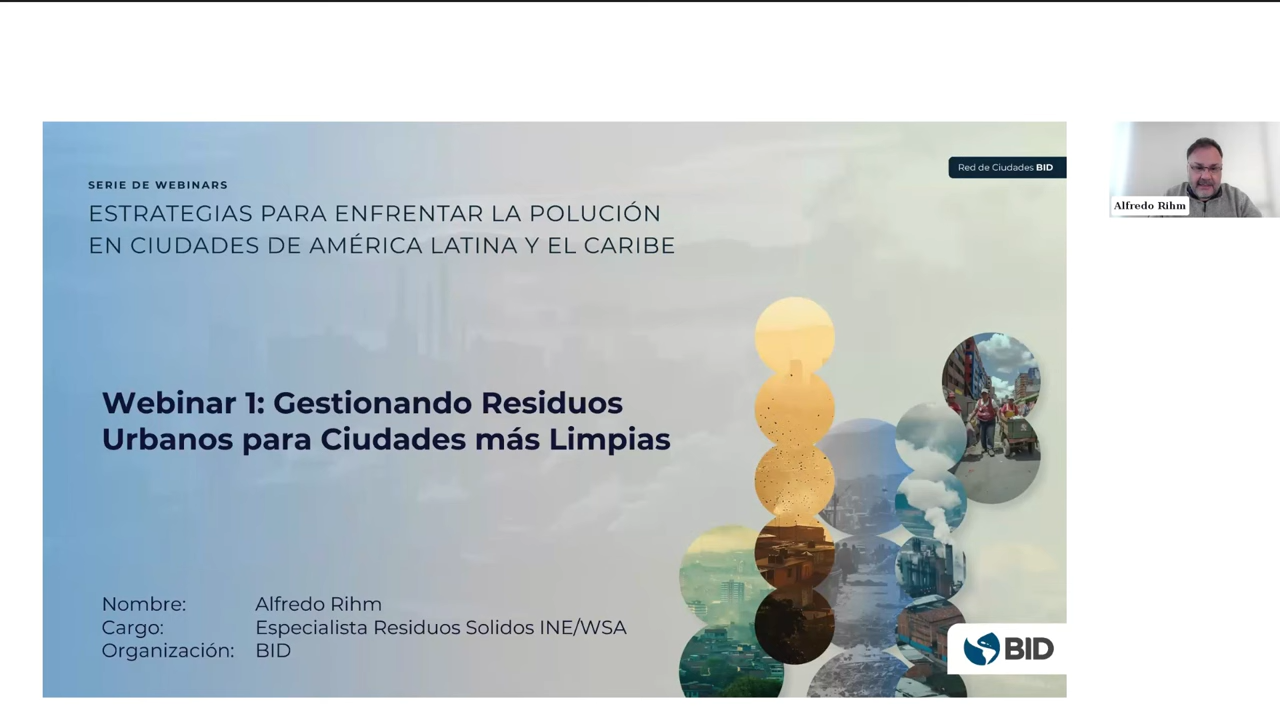 Red de Ciudades BID
SERIE DE WEBINARS
ESTRATEGIAS PARA ENFRENTAR LA POLUCIÓN
EN CIUDADES DE AMÉRICA LATINA Y EL CARIBE
Alfredo Rihm
Webinar 1: Gestionando Residuos
Urbanos para Ciudades más Limpias
Nombre: Alfredo Rihm
Cargo: Especialista Residuos Solidos INE/WSA
Organización: BID
BID